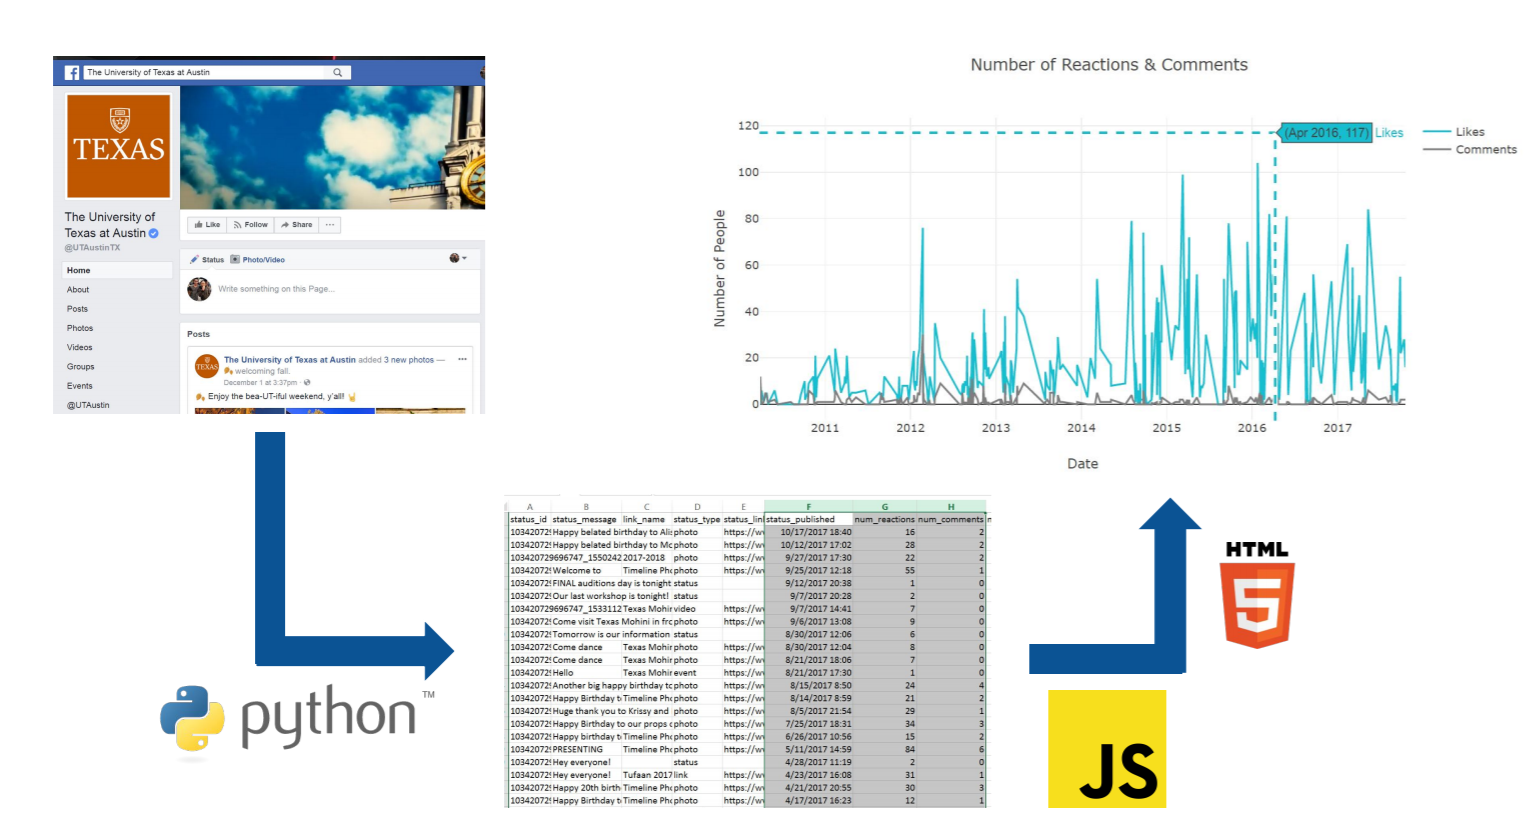 The University of Texas at Austin
TEXAS
The University of
Texas at Austin
@UTAustinTX
Home
About
Posts
Photos
Videos
Groups
Events
@UTAustin
Like Follow Share ...
Status Photo/Video
Write something on this Page...
Posts
TEXAS
The University of Texas at Austin added 3 new photos —
welcoming fall.
December 1 at 3:37pm ·
Enjoy the bea-UT-iful weekend, y'all!
Number of Reactions & Comments
Number of People
120
100
80
60
40
20
0
(Apr 2016, 117) Likes
Likes
Comments
2011 2012 2013 2014 2015 2016 2017
Date
A B C D E F G H
status_id status_message link_name status_type status_lin status_published num_reactions num_comments n
10342072 Happy belated birthday to Alis photo https://w 10/17/2017 18:40 16 2
10342072 Happy belated birthday to Mc photo https://w 10/12/2017 17:02 28 2
103420729696747_1550242 2017-2018 photo https://w 9/27/2017 17:30 22 2
10342072 Welcome to Timeline Pho photo https://w 9/25/2017 12:18 55 1
10342072 FINAL auditions day is tonight status 9/12/2017 20:38 1 0
10342072 Our last workshop is tonight! status 9/7/2017 20:28 2 0
103420729696747_1533112 Texas Mohin video https://w 9/7/2017 14:41 7 0
10342072 Come visit Texas Mohini in frc photo https://w 9/6/2017 13:08 9 0
10342072 Tomorrow is our information status 8/30/2017 12:06 6 0
10342072 Come dance Texas Mohin photo https://w 8/30/2017 12:04 8 0
10342072 Come dance Texas Mohin photo https://w 8/21/2017 18:06 7 0
10342072 Hello Texas Mohin event https://w 8/21/2017 17:30 1 0
10342072 Another big happy birthday tc photo https://w 8/15/2017 8:50 24 4
10342072 Happy Birthday t Timeline Pho photo https://w 8/14/2017 8:59 21 2
10342072 Huge thank you to Krissy and photo https://w 8/5/2017 21:54 29 1
10342072 Happy Birthday to our props c photo https://w 7/25/2017 18:31 34 3
10342072 Happy birthday t Timeline Pho photo https://w 6/26/2017 10:56 15 2
10342072 PRESENTING Timeline Pho photo https://w 5/11/2017 14:59 84 6
10342072 Hey everyone! status 4/28/2017 11:19 2 0
10342072 Hey everyone! Tufaan 2017 link https://w 4/23/2017 16:08 31 1
10342072 Happy 20th birth Timeline Pho photo https://w 4/21/2017 20:55 30 3
10342072 Happy Birthday t Timeline Pho photo https://w 4/17/2017 16:23 12 1
python™
HTML
5
JS